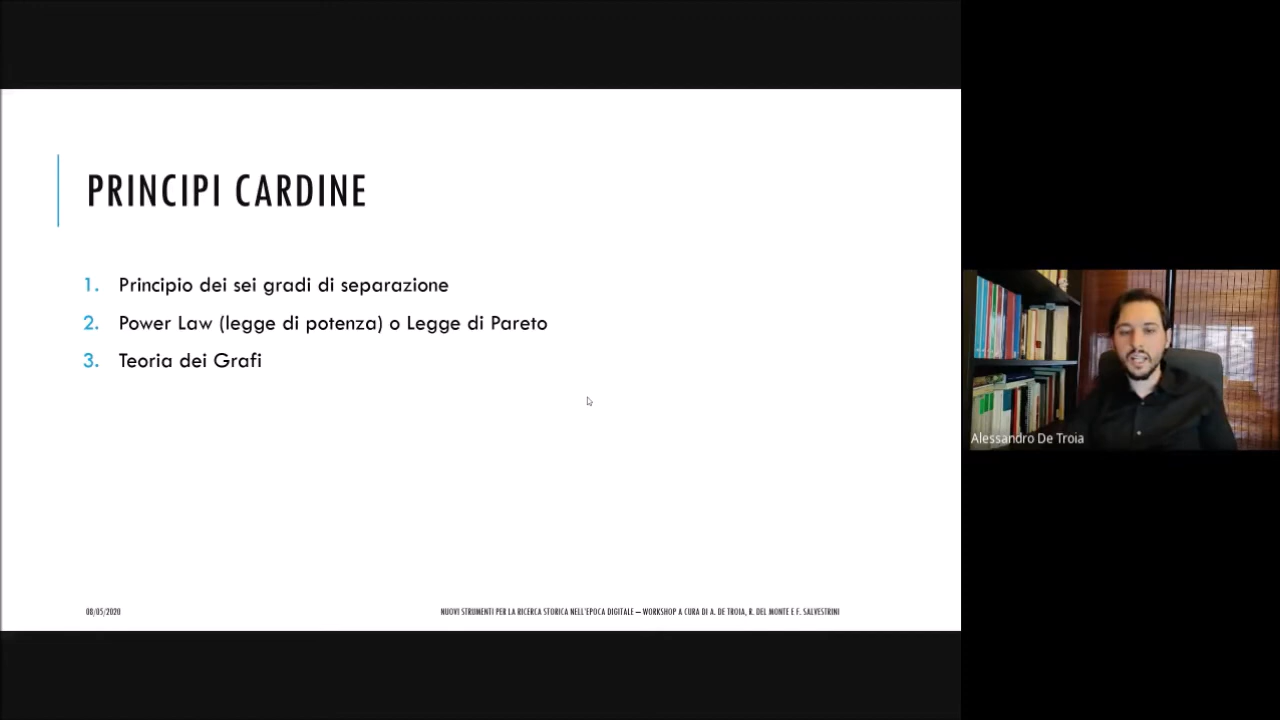 PRINCIPI CARDINE
1. Principio dei sei gradi di separazione
2. Power Law (legge di potenza) o Legge di Pareto
3. Teoria dei Grafi
08/05/2020
NUOVI STRUMENTI PER LA RICERCA STORICA NELL'EPOCA DIGITALE – WORKSHOP A CURA DI A. DE TROIA, R. DEL MONTE E F. SALVESTRINI
Alessandro De Troia